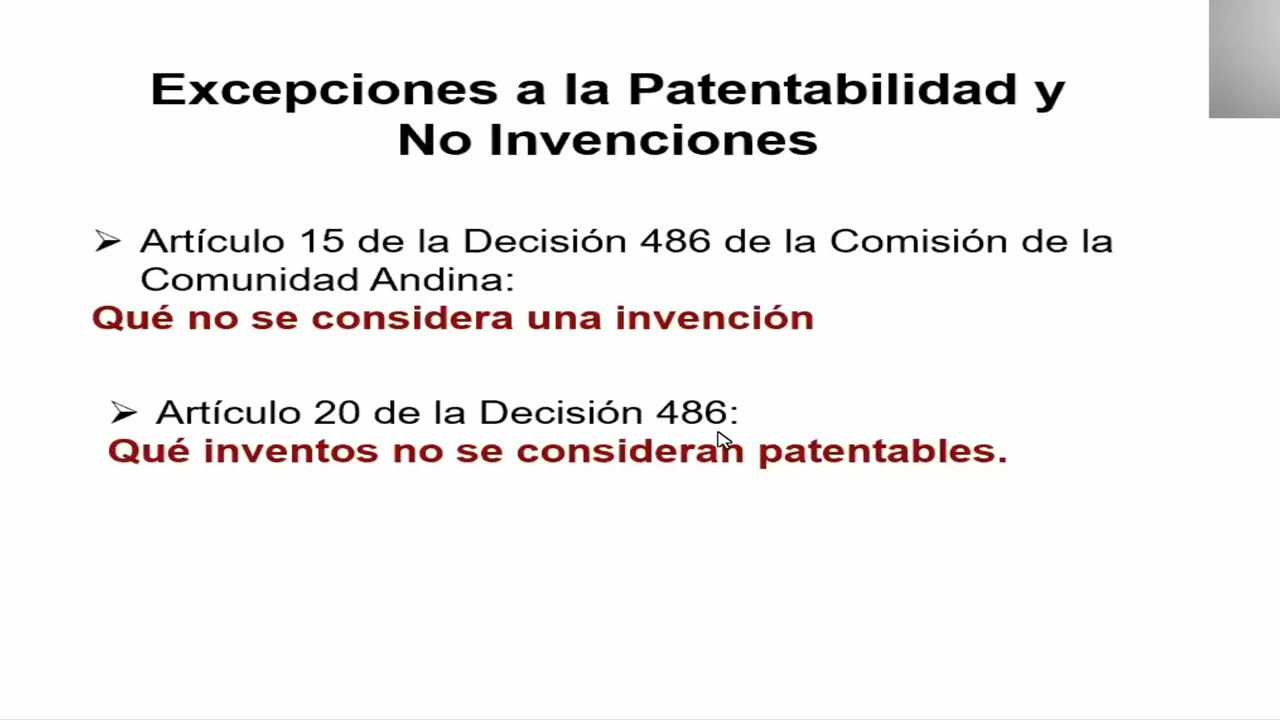 Excepciones a la Patentabilidad y
No Invenciones
➢ Artículo 15 de la Decisión 486 de la Comisión de la
Comunidad Andina:
Qué no se considera una invención
➢ Artículo 20 de la Decisión 486:
Qué inventos no se consideran patentables.